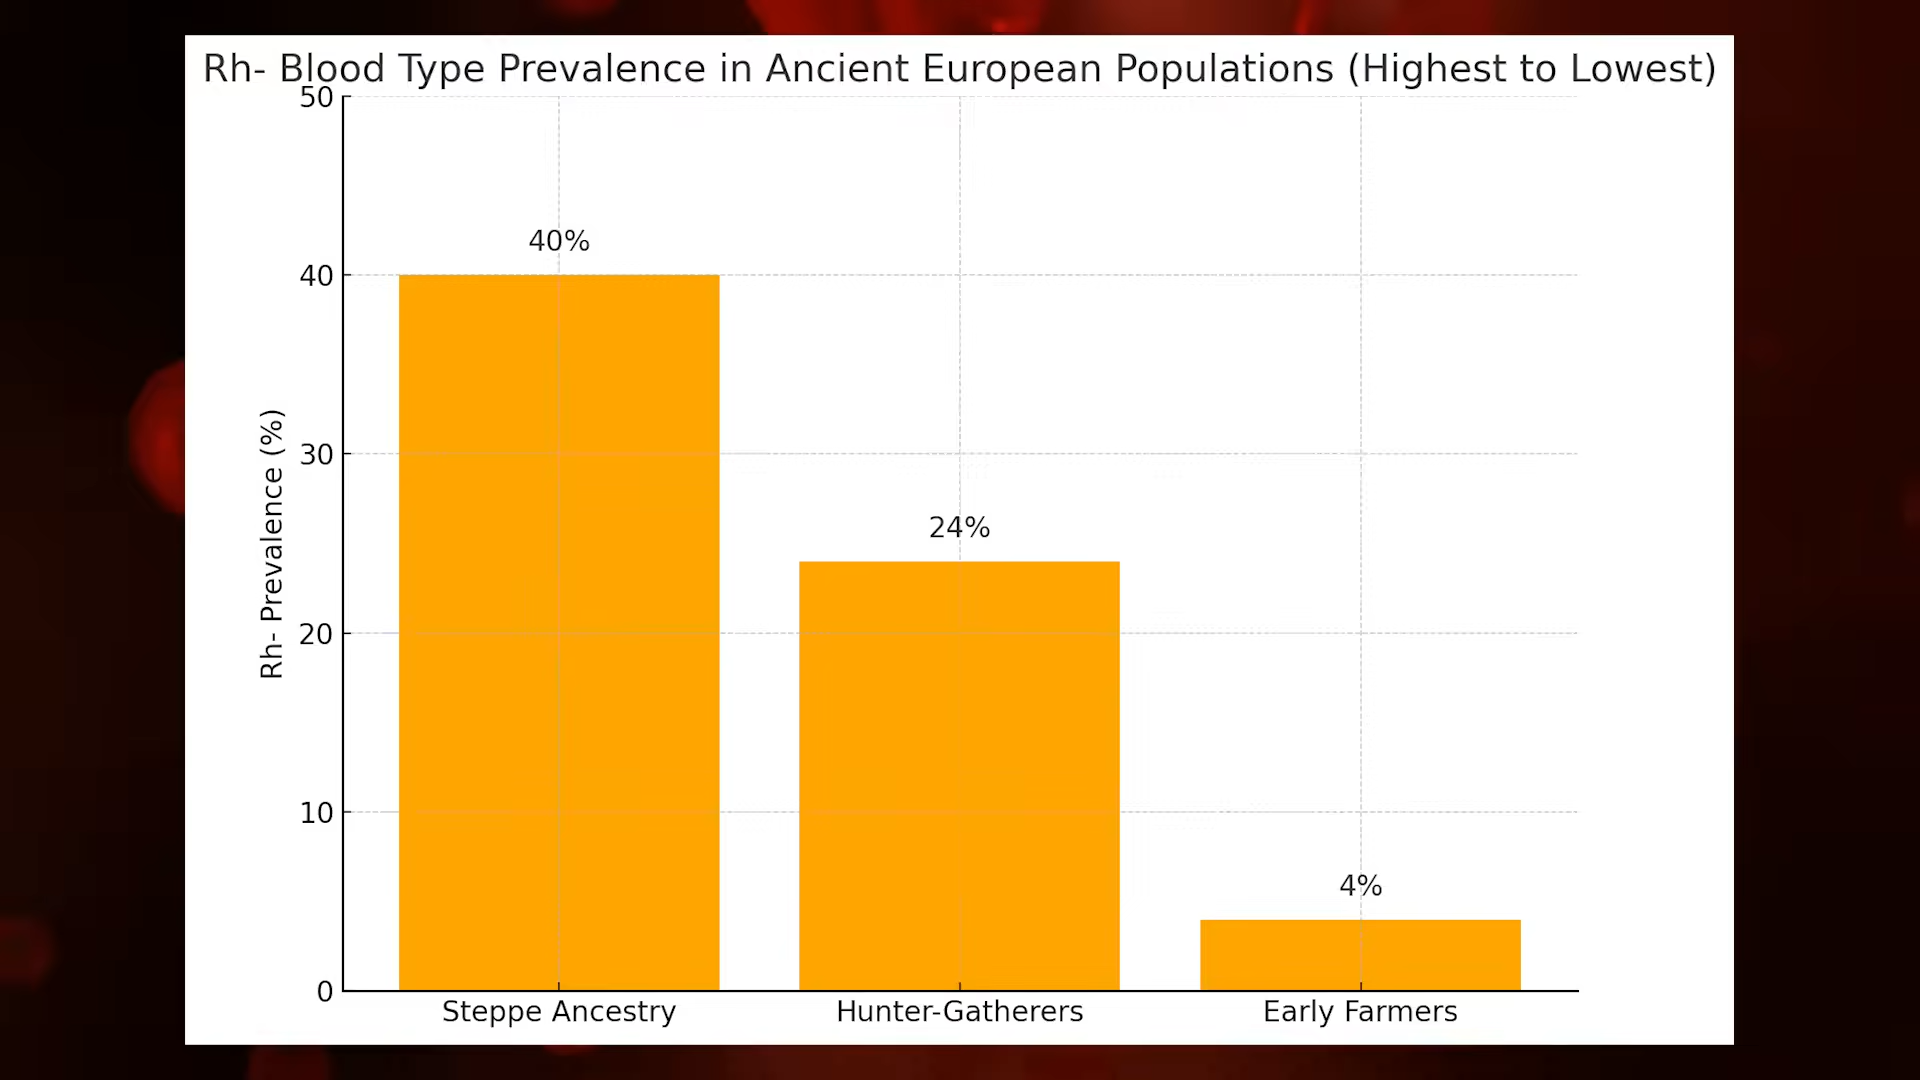 Rh- Blood Type Prevalence in Ancient European Populations (Highest to Lowest)
50
40
30
20
10
0
Rh- Prevalence (%)
40%
24%
4%
Steppe Ancestry
Hunter-Gatherers
Early Farmers